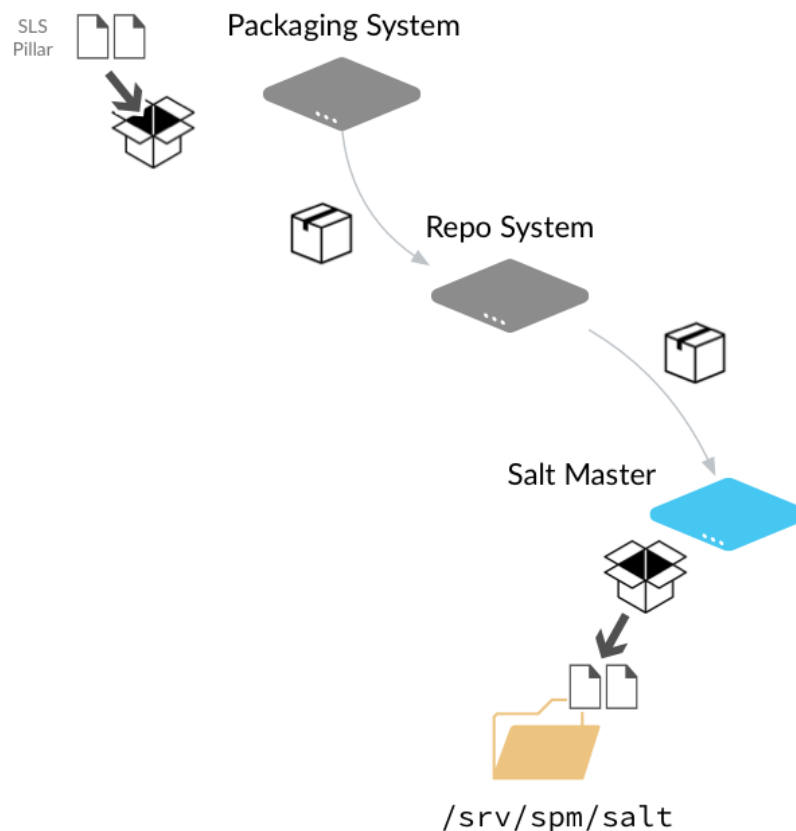 SLS
Pillar
Packaging System
Repo System
Salt Master
/srv/spm/salt